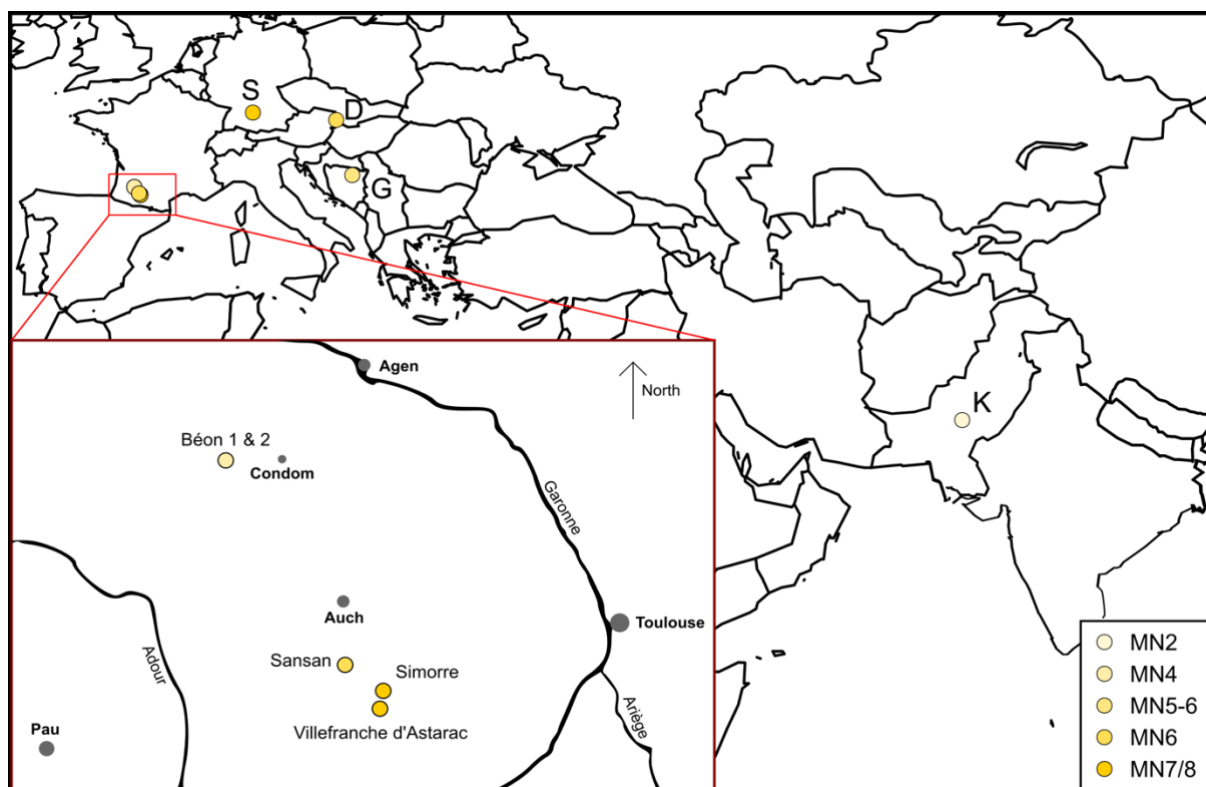 S
D
G
K
Agen
North
Béon 1 & 2
Condom
Garonne
Auch
Toulouse
Sansan
Simorre
Adour
Villefranche d'Astarac
Ariège
Pau
MN2
MN4
MN5-6
MN6
MN7/8